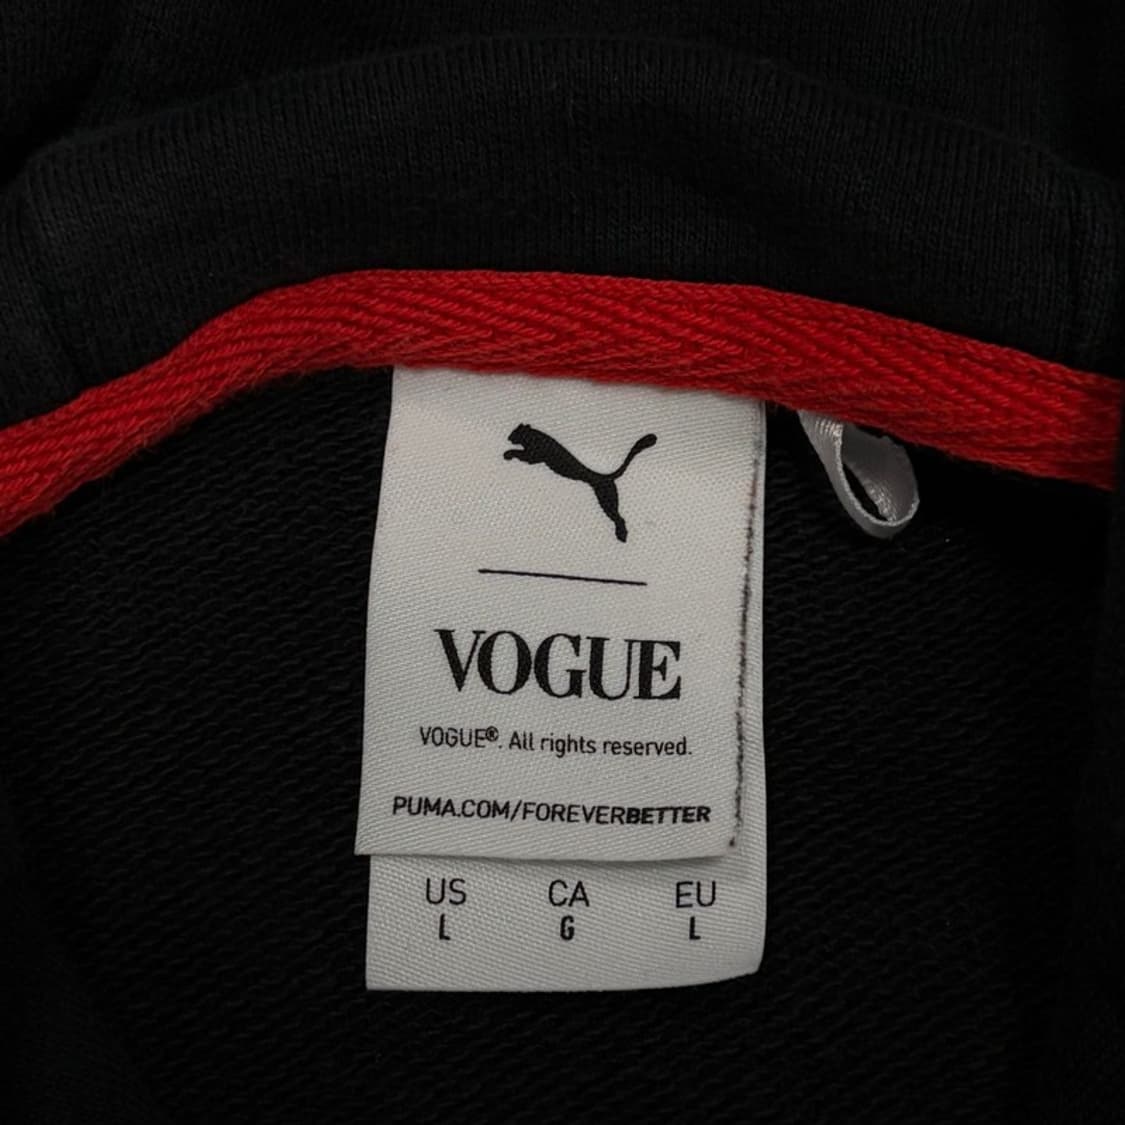 VOGUE
VOGUE®. All rights reserved.
PUMA.COM/FOREVERBETTER
US CA EU
L G L